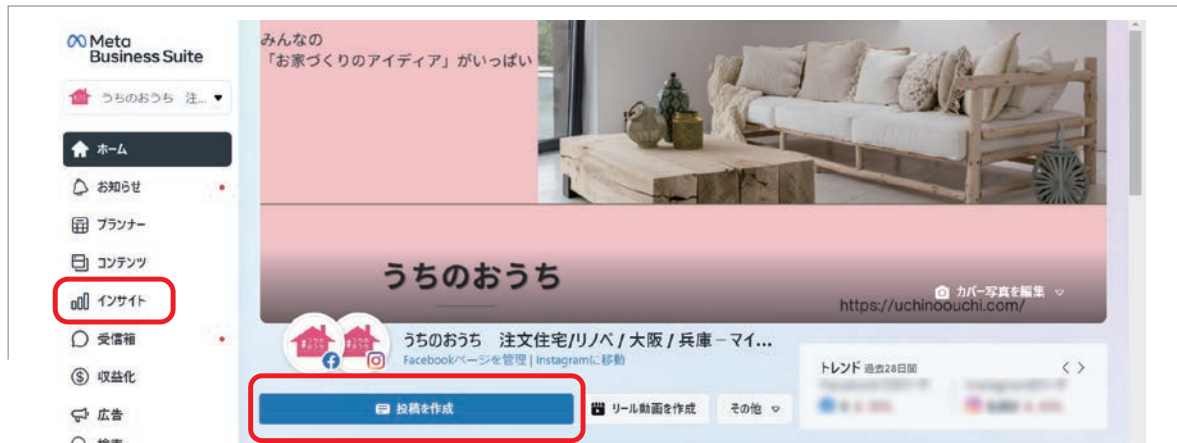 Meta
Business Suite
うちのおうち 注... ▼
ホーム
お知らせ
プランナー
コンテンツ
インサイト
受信箱
収益化
広告
みんなの
「お家づくりのアイディア」がいっぱい
うちのおうち
カバー写真を編集
https://uchinoouchi.com/
うちのおうち 注文住宅/リノベ / 大阪 / 兵庫 – マイ...
Facebookページを管理 | Instagramに移動
投稿を作成
リール動画を作成
その他
トレンド 過去28日間